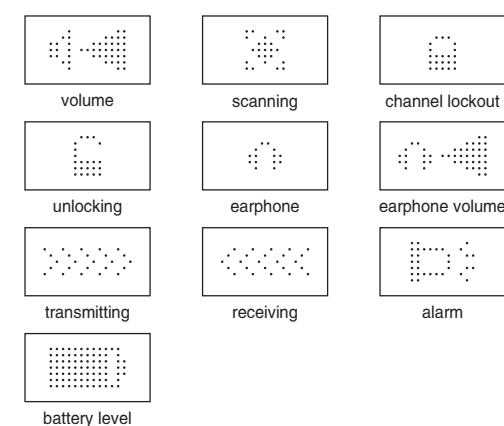 volume
scanning
channel lockout
unlocking
earphone
earphone volume
transmitting
receiving
alarm
battery level